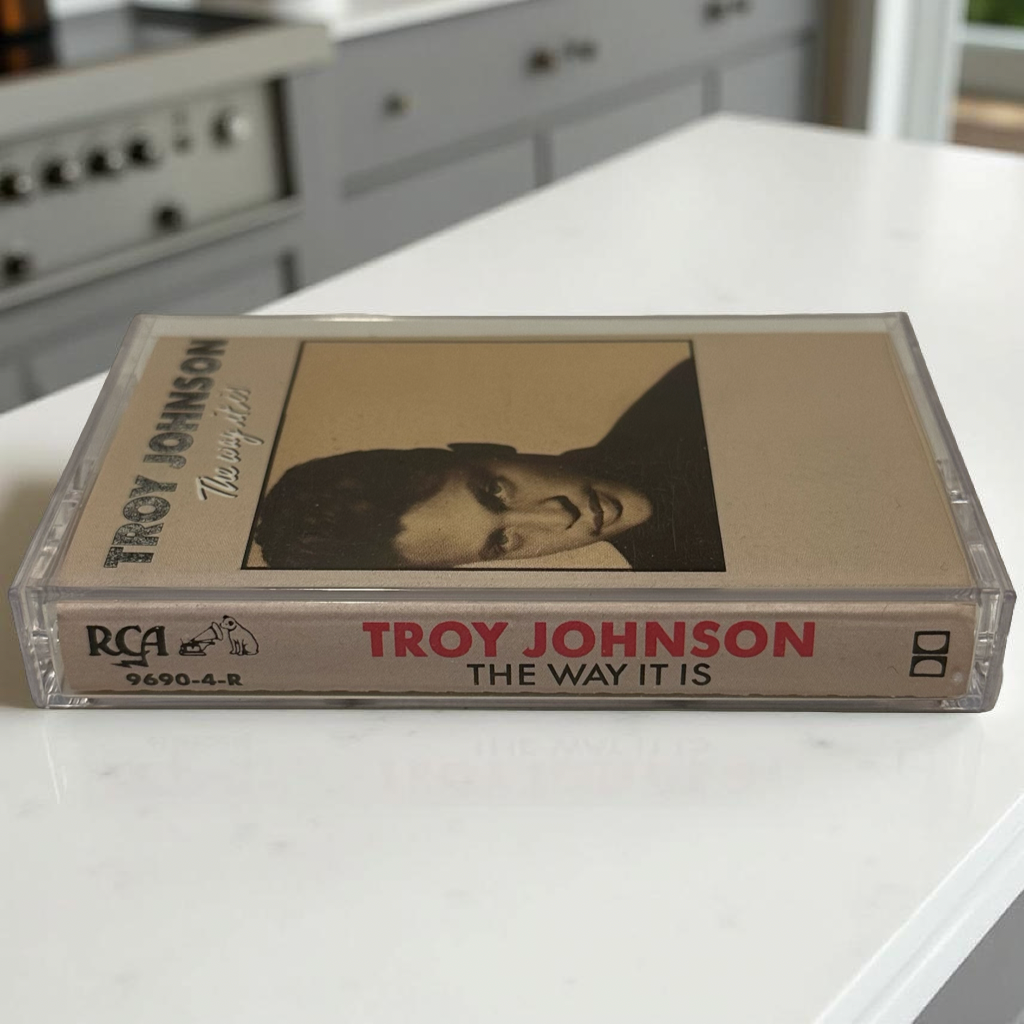 TROY JOHNSON
The way it is
RCA
9690-4-R
TROY JOHNSON
THE WAY IT IS